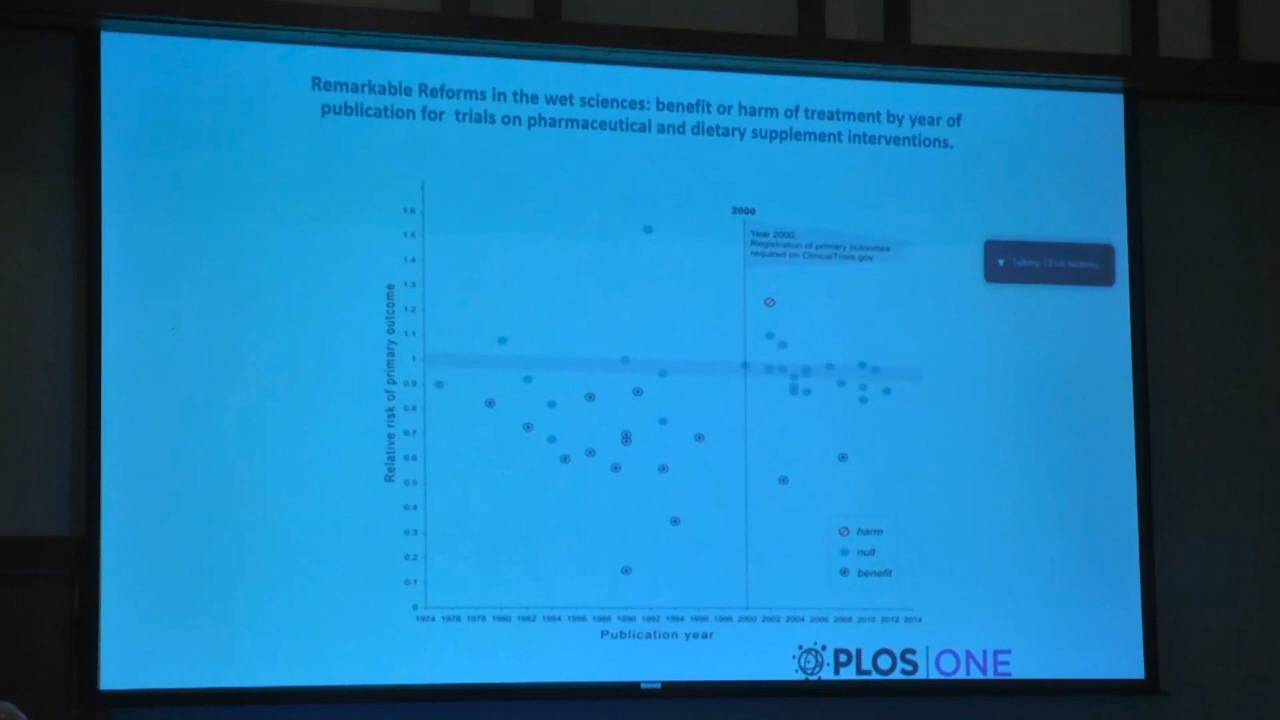 Remarkable Reforms in the wet sciences: benefit or harm of treatment by year of
publication for trials on pharmaceutical and dietary supplement interventions.
2000
Year 2000
Registration of primary outcomes
required on ClinicalTrials.gov
Talking:
Relative risk of primary outcome
1.6
1.5
1.4
1.3
1.2
1.1
1
0.9
0.8
0.7
0.6
0.5
0.4
0.3
0.2
0.1
0
harm
null
benefit
1974 1976 1978 1980 1982 1984 1986 1988 1990 1992 1994 1996 1998 2000 2002 2004 2006 2008 2010 2012 2014
Publication year
PLOS ONE